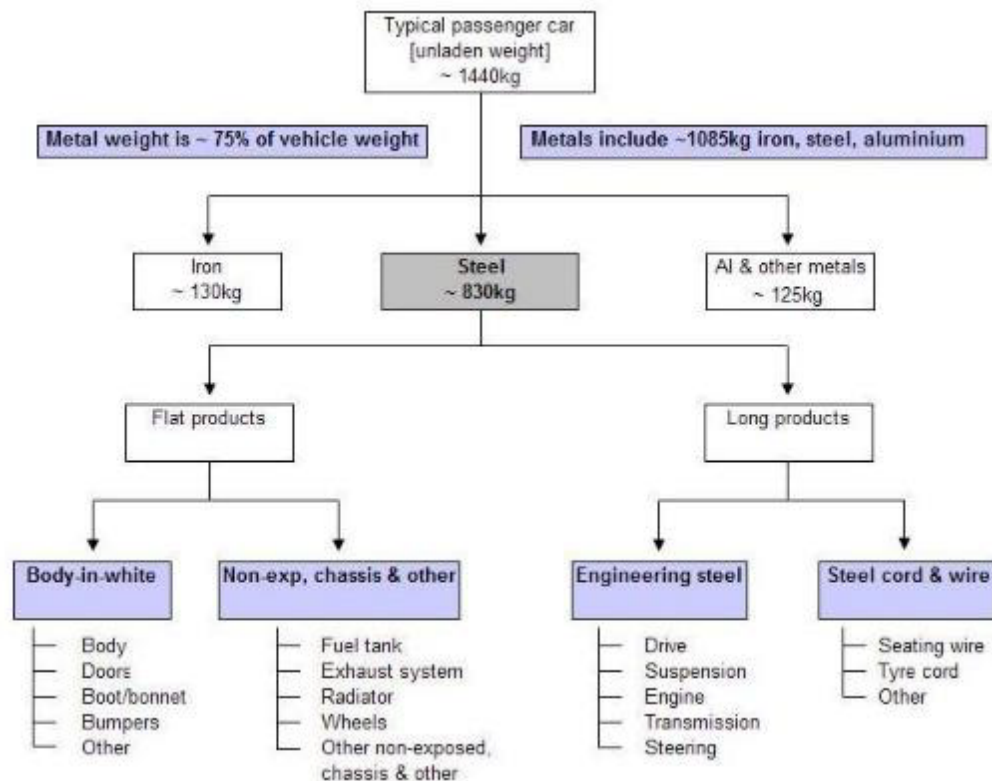 Typical passenger car
[unladen weight]
~ 1440kg
Metal weight is ~ 75% of vehicle weight
Metals include ~1085kg iron, steel, aluminium
Iron
~ 130kg
Steel
~ 830kg
Al & other metals
~ 125kg
Flat products
Long products
Body-in-white
Non-exp, chassis & other
Engineering steel
Steel cord & wire
Body
Doors
Boot/bonnet
Bumpers
Other
Fuel tank
Exhaust system
Radiator
Wheels
Other non-exposed,
chassis & other
Drive
Suspension
Engine
Transmission
Steering
Seating wire
Tyre cord
Other